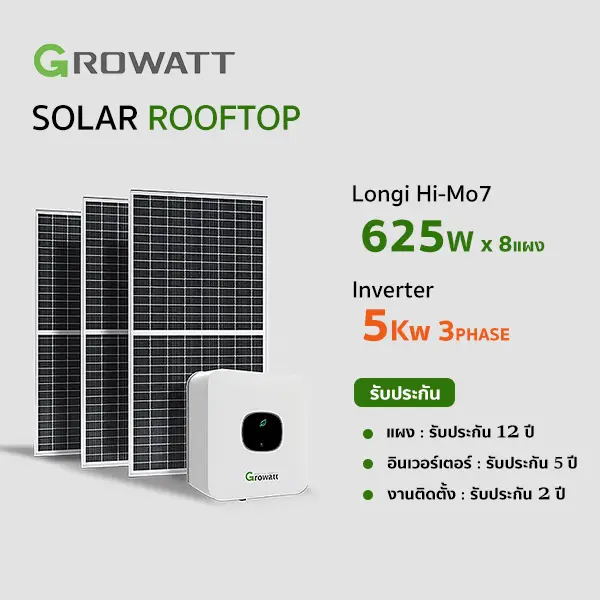 GROWATT
SOLAR ROOFTOP
Longi Hi-Mo7
625W x 8แผง
Inverter
5Kw 3PHASE
รับประกัน
แผง : รับประกัน 12 ปี
อินเวอร์เตอร์ : รับประกัน 5 ปี
งานติดตั้ง : รับประกัน 2 ปี
Growatt